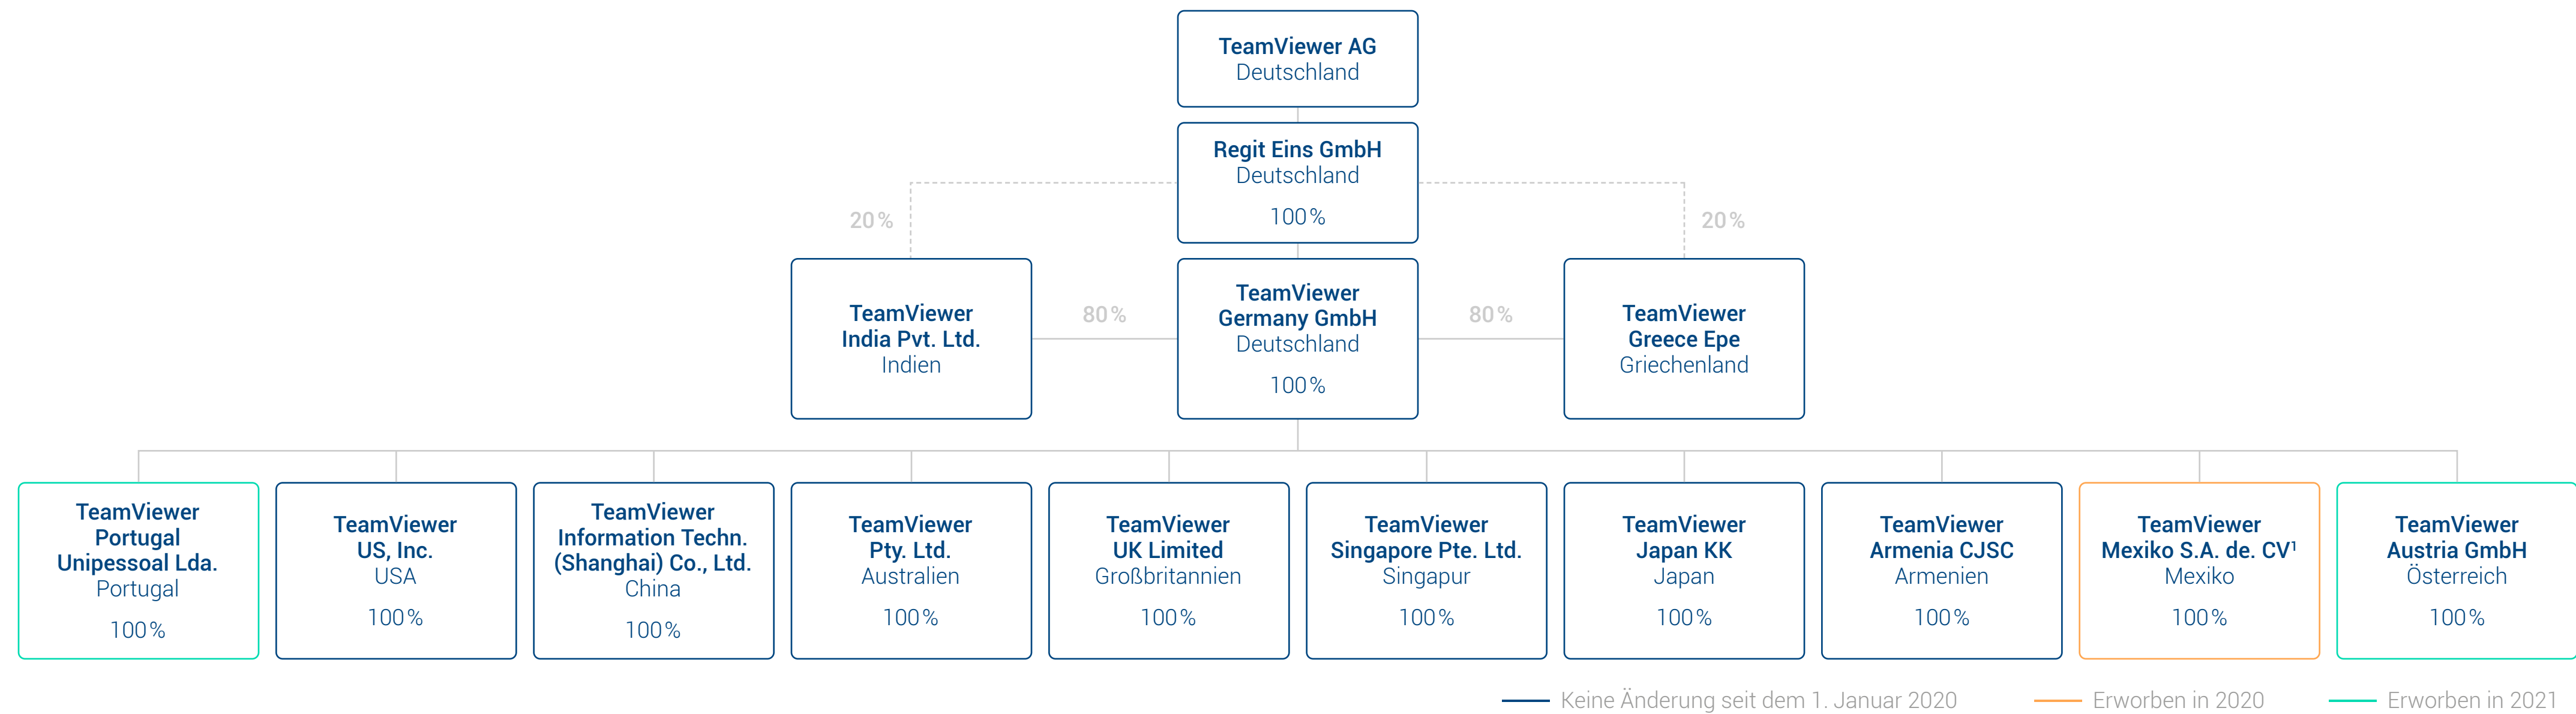 TeamViewer AG
Deutschland
Regit Eins GmbH
Deutschland
100 %
20 %
20 %
TeamViewer
India Pvt. Ltd.
Indien
80 %
TeamViewer
Germany GmbH
Deutschland
100 %
80 %
TeamViewer
Greece Epe
Griechenland
TeamViewer
Portugal
Unipessoal Lda.
Portugal
100 %
TeamViewer
US, Inc.
USA
100 %
TeamViewer
Information Techn.
(Shanghai) Co., Ltd.
China
100 %
TeamViewer
Pty. Ltd.
Australien
100 %
TeamViewer
UK Limited
Großbritannien
100 %
TeamViewer
Singapore Pte. Ltd.
Singapur
100 %
TeamViewer
Japan KK
Japan
100 %
TeamViewer
Armenia CJSC
Armenien
100 %
TeamViewer
Mexiko S.A. de. CV¹
Mexiko
100 %
TeamViewer
Austria GmbH
Österreich
100 %
Keine Änderung seit dem 1. Januar 2020
Erworben in 2020
Erworben in 2021